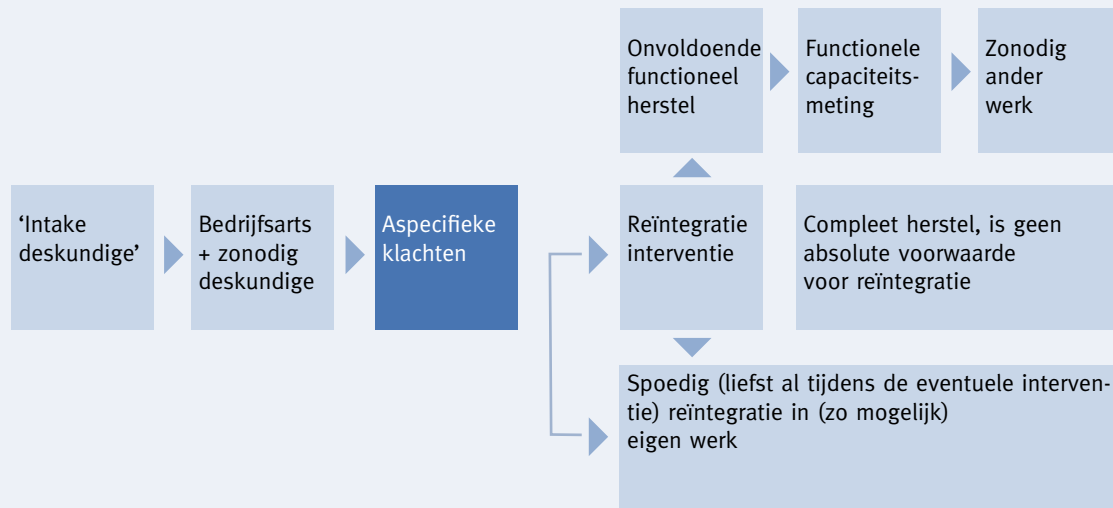 Onvoldoende
functioneel
herstel
Functionele
capaciteits-
meting
Zonodig
ander
werk
‘Intake
deskundige’
Bedrijfsarts
+ zonodig
deskundige
Aspecifieke
klachten
Reïntegratie
interventie
Compleet herstel, is geen
absolute voorwaarde
voor reïntegratie
Spoedig (liefst al tijdens de eventuele interven-
tie) reïntegratie in (zo mogelijk)
eigen werk